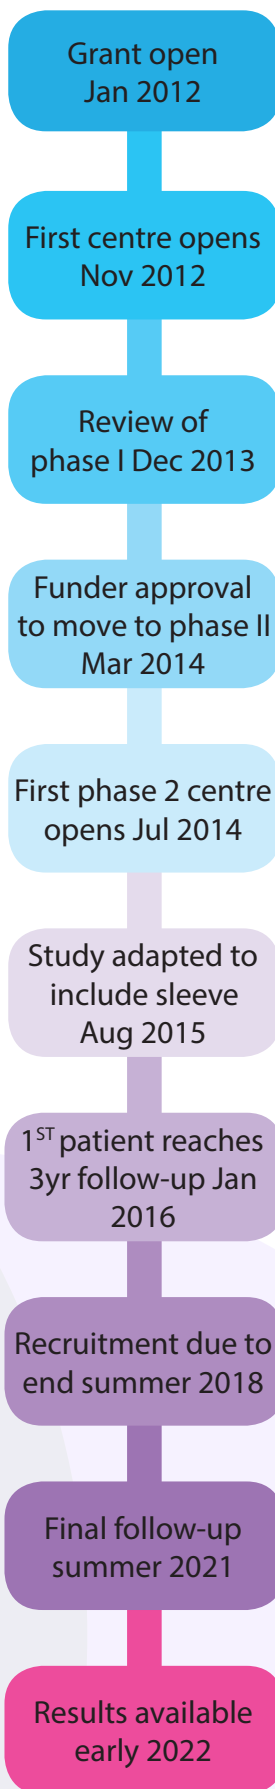 Grant open
Jan 2012
First centre opens
Nov 2012
Review of
phase I Dec 2013
Funder approval
to move to phase II
Mar 2014
First phase 2 centre
opens Jul 2014
Study adapted to
include sleeve
Aug 2015
1ST patient reaches
3yr follow-up Jan
2016
Recruitment due to
end summer 2018
Final follow-up
summer 2021
Results available
early 2022